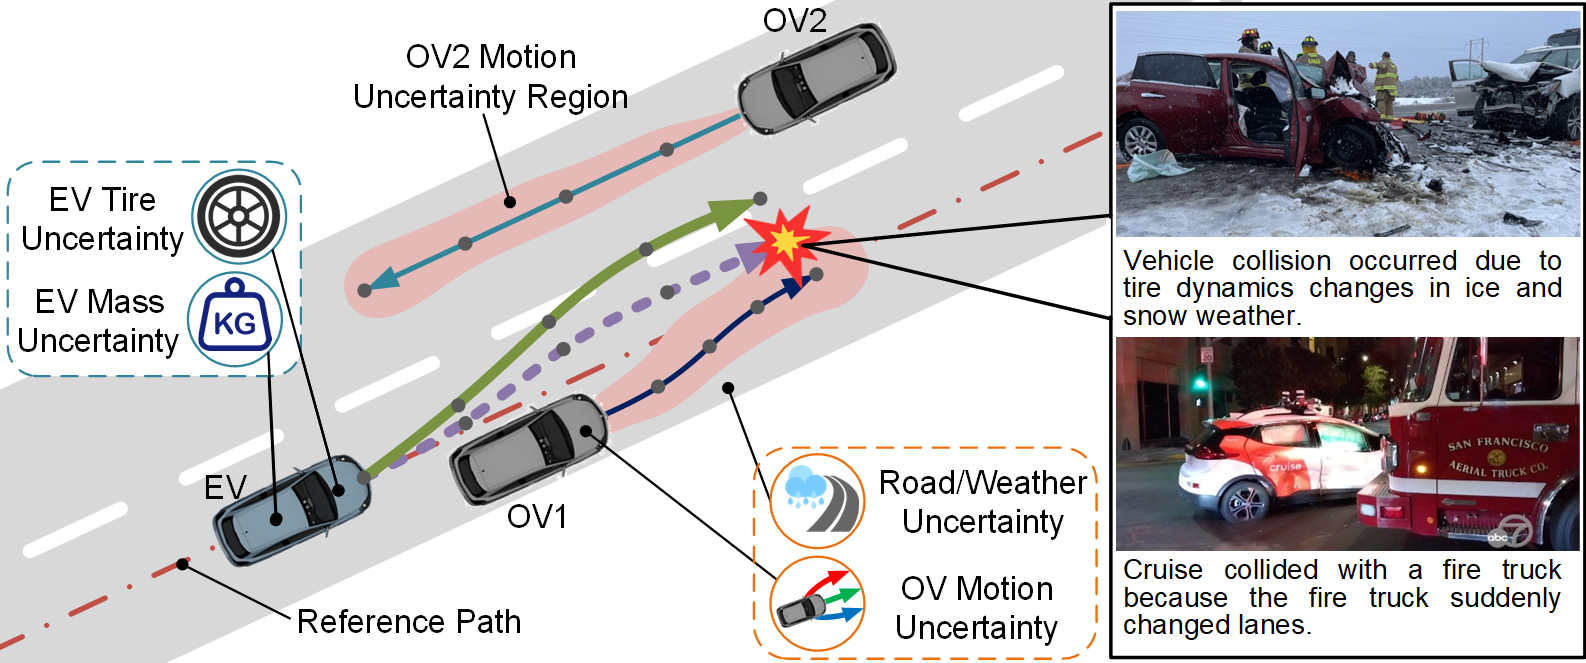 OV2
OV2 Motion
Uncertainty Region
EV Tire
Uncertainty
EV Mass
Uncertainty
KG
EV
OV1
Reference Path
Road/Weather
Uncertainty
OV Motion
Uncertainty
Vehicle collision occurred due to
tire dynamics changes in ice and
snow weather.
20
cruise
SAN FRANCISCO
AERIAL TRUCK CO.
abc 7
Cruise collided with a fire truck
because the fire truck suddenly
changed lanes.